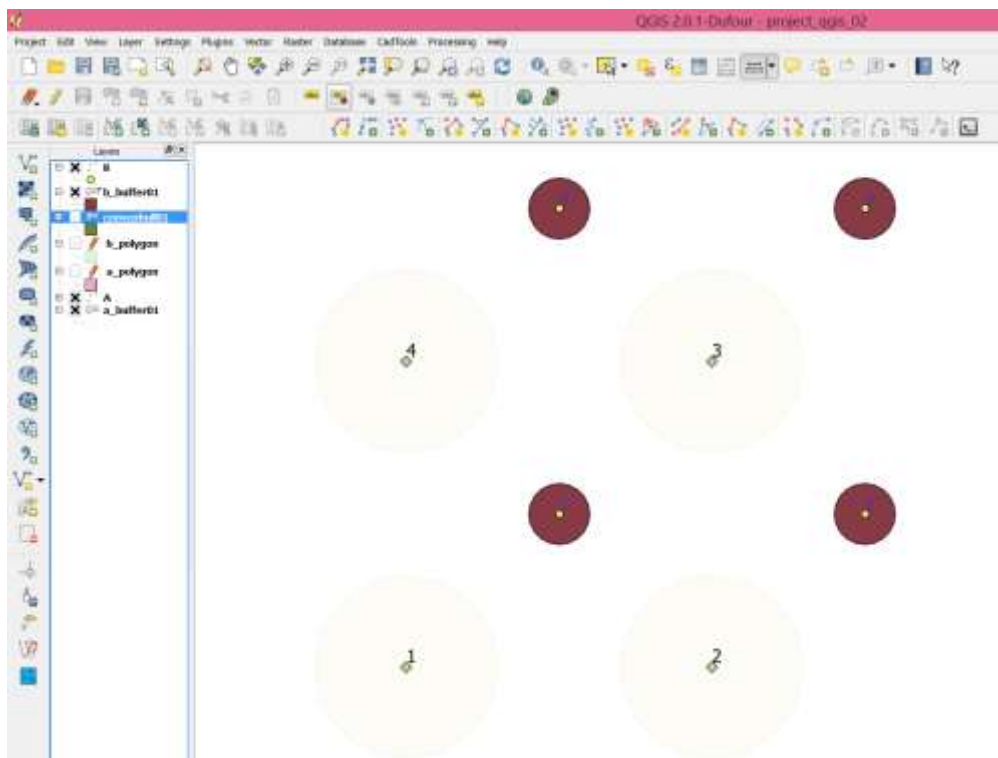 QGIS 2.0.1-Dufour - project_qgis_02
Project Edit View Layer Settings Plugins Vector Raster Database CadTools Processing Help
Layers
B
b_buffer01
convexhull01
b_polygon
a_polygon
A
a_buffer01
4
3
1
2